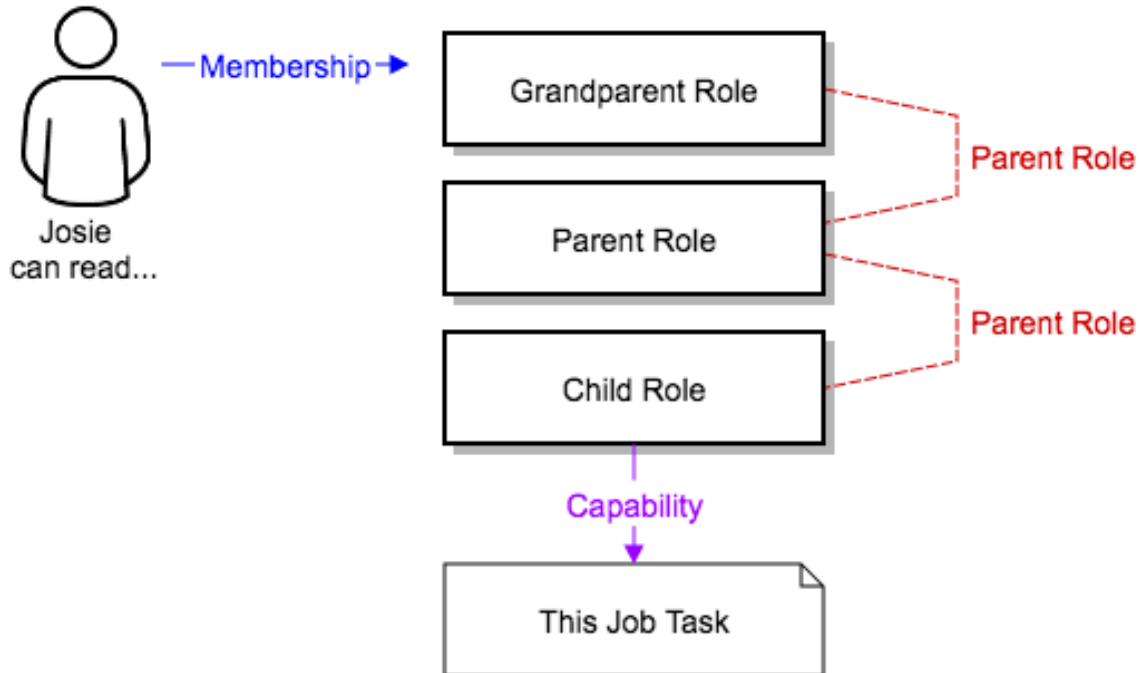 Membership
Grandparent Role
Parent Role
Parent Role
Josie
can read...
Parent Role
Child Role
Capability
This Job Task